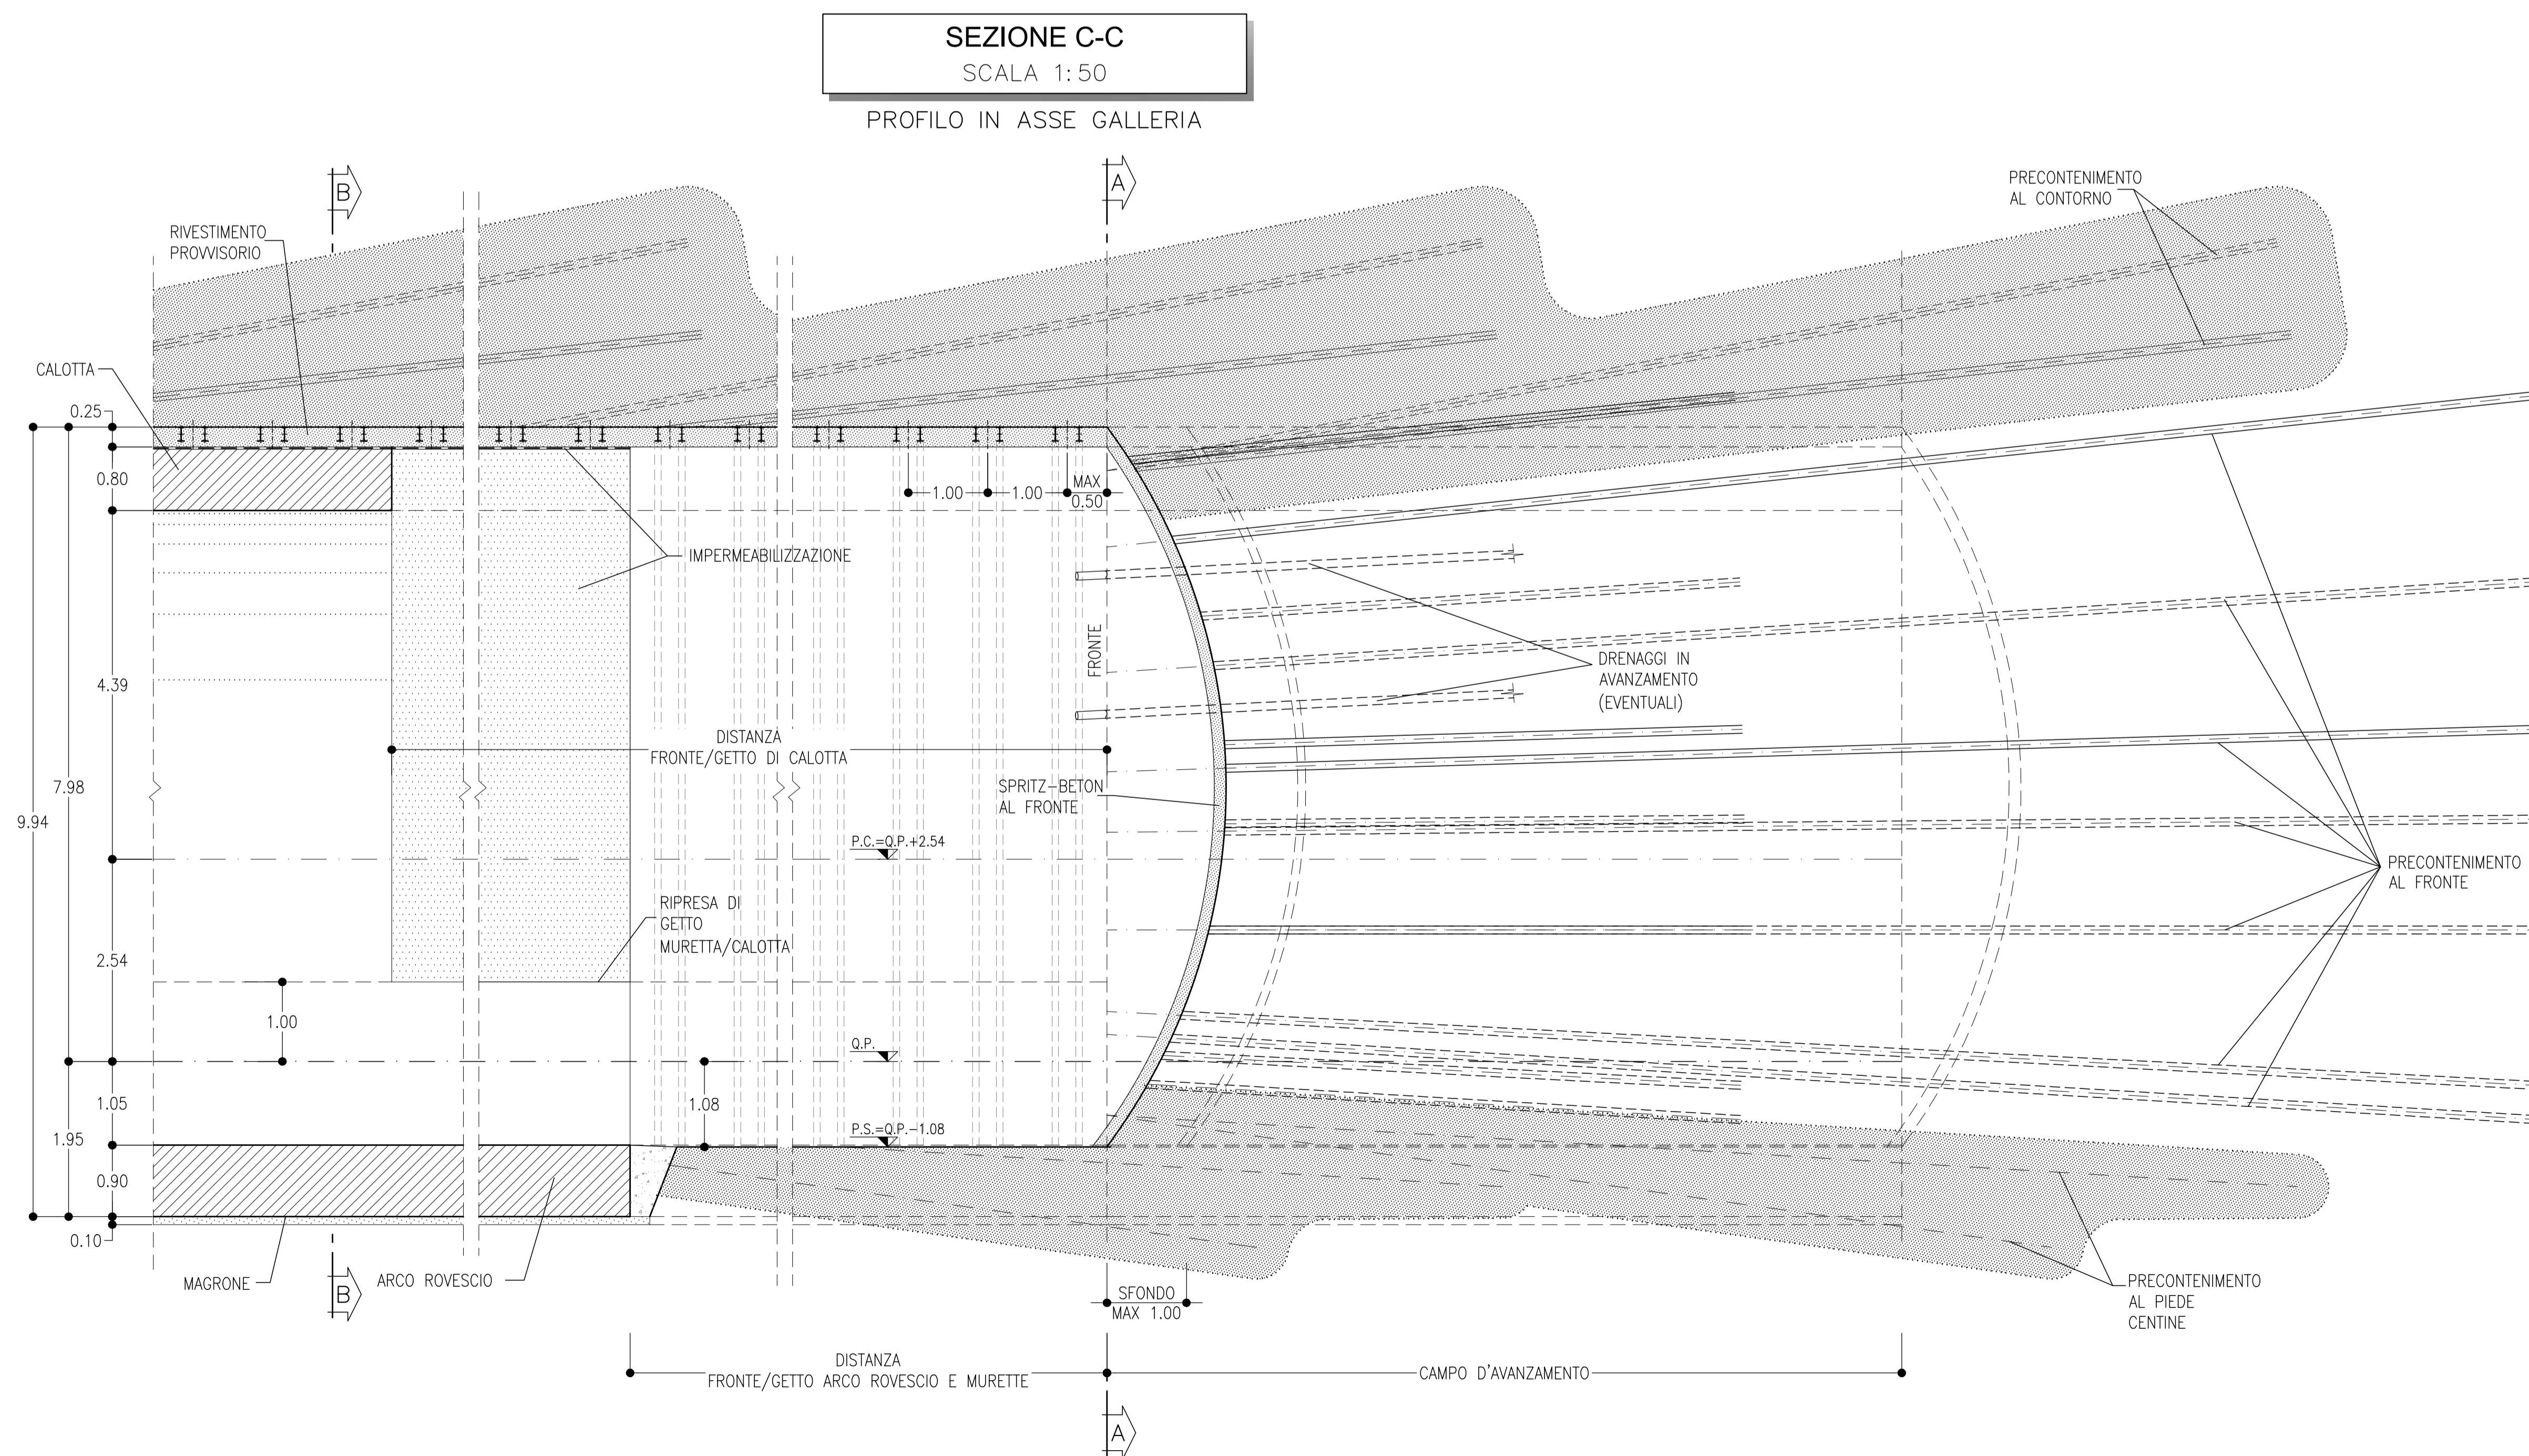 SEZIONE C-C
SCALA 1:50
PROFILO IN ASSE GALLERIA
B
A
PRECONTENIMENTO
AL CONTORNO
RIVESTIMENTO
PROVVISORIO
CALOTTA
0.25
0.80
1.00
1.00
MAX
0.50
IMPERMEABILIZZAZIONE
FRONTE
DRENAGGI IN
AVANZAMENTO
(EVENTUALI)
4.39
DISTANZA
FRONTE/GETTO DI CALOTTA
SPRITZ-BETON
AL FRONTE
7.98
9.94
P.C.=Q.P.+2.54
PRECONTENIMENTO
AL FRONTE
RIPRESA DI
GETTO
MURETTA/CALOTTA
2.54
1.00
Q.P.
1.05
1.08
1.95
P.S.=Q.P.-1.08
0.90
0.10
MAGRONE
ARCO ROVESCIO
B
SFONDO
MAX 1.00
PRECONTENIMENTO
AL PIEDE
CENTINE
DISTANZA
FRONTE/GETTO ARCO ROVESCIO E MURETTE
CAMPO D'AVANZAMENTO
A